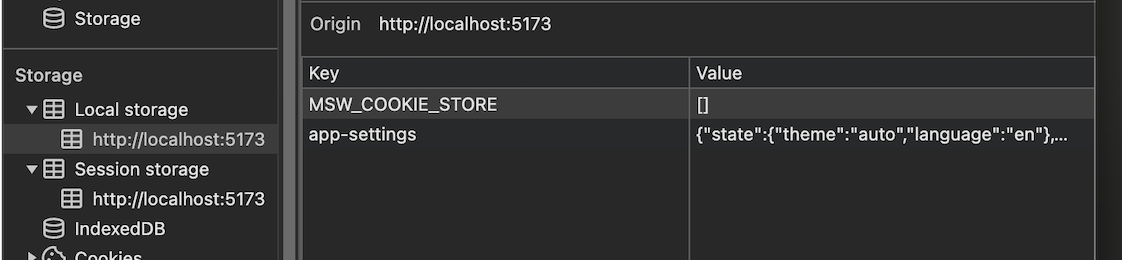 Storage
Storage
Local storage
http://localhost:5173
Session storage
http://localhost:5173
IndexedDB
Cookies
Origin http://localhost:5173
Key Value
MSW_COOKIE_STORE []
app-settings {"state":{"theme":"auto","language":"en"},...